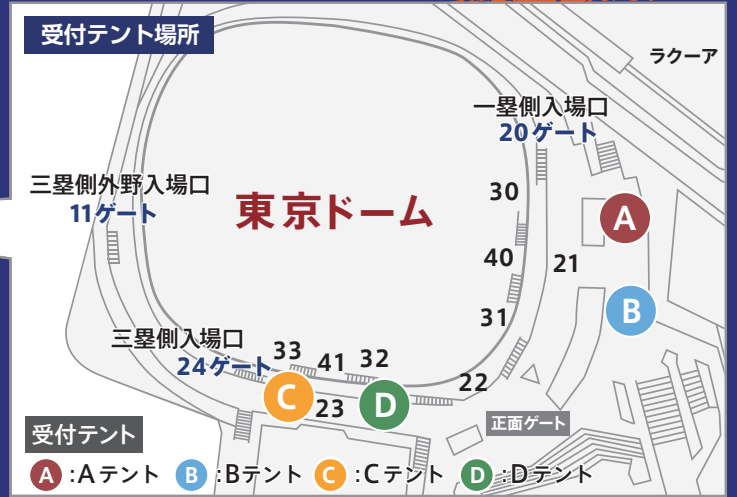 受付テント場所
ラクーア
一塁側入場口
20ゲート
三塁側外野入場口
11ゲート
東京ドーム
30
A
40
21
31
B
三塁側入場口
24ゲート
33
41
32
22
C
23
D
正面ゲート
受付テント
A :Aテント B :Bテント C :Cテント D :Dテント